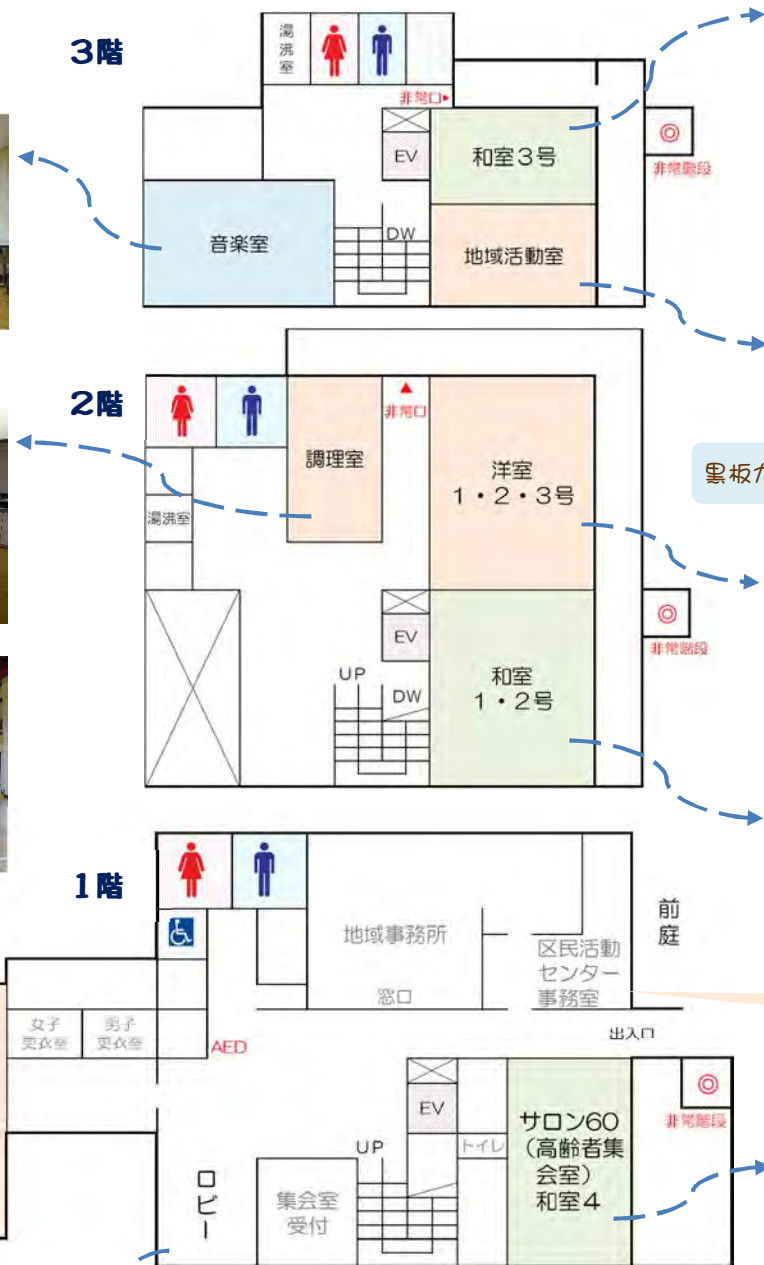 3階
湯沸室
非常口
EV
和室3号
非常階段
音楽室
DW
地域活動室
2階
非常口
調理室
洋室
1・2・3号
黒板
湯沸室
EV
非常階段
UP
DW
和室
1・2号
1階
前庭
地域事務所
区民活動
センター
事務室
窓口
女子
更衣室
男子
更衣室
AED
出入口
EV
非常階段
サロン60
(高齢者集
会室)
和室4
UP
トイレ
ロビー
集会室
受付